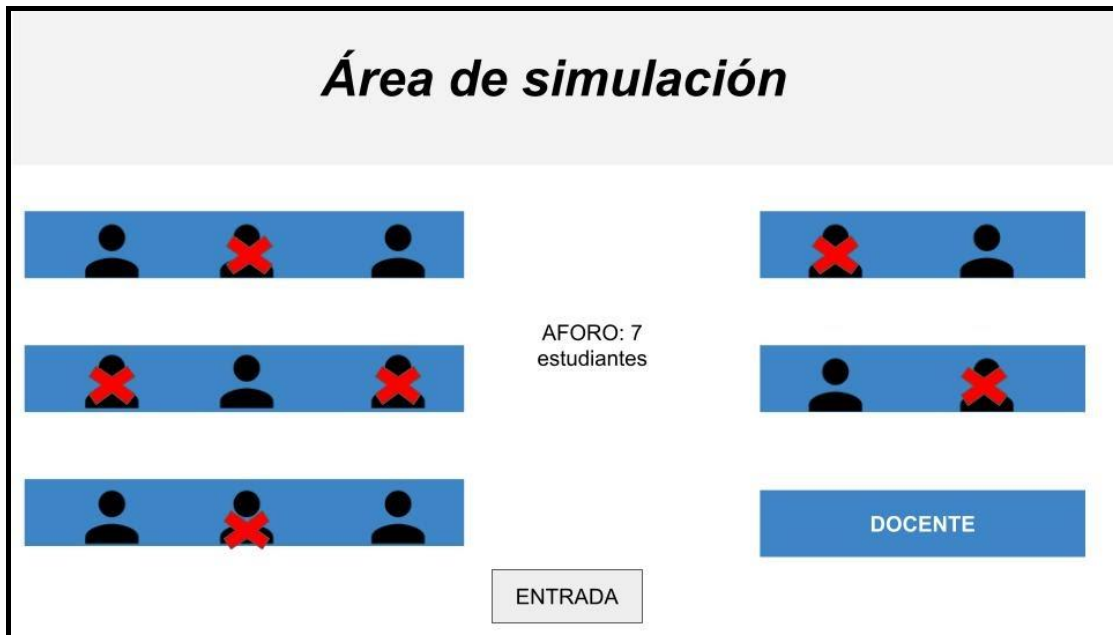 Área de simulación
AFORO: 7
estudiantes
DOCENTE
ENTRADA